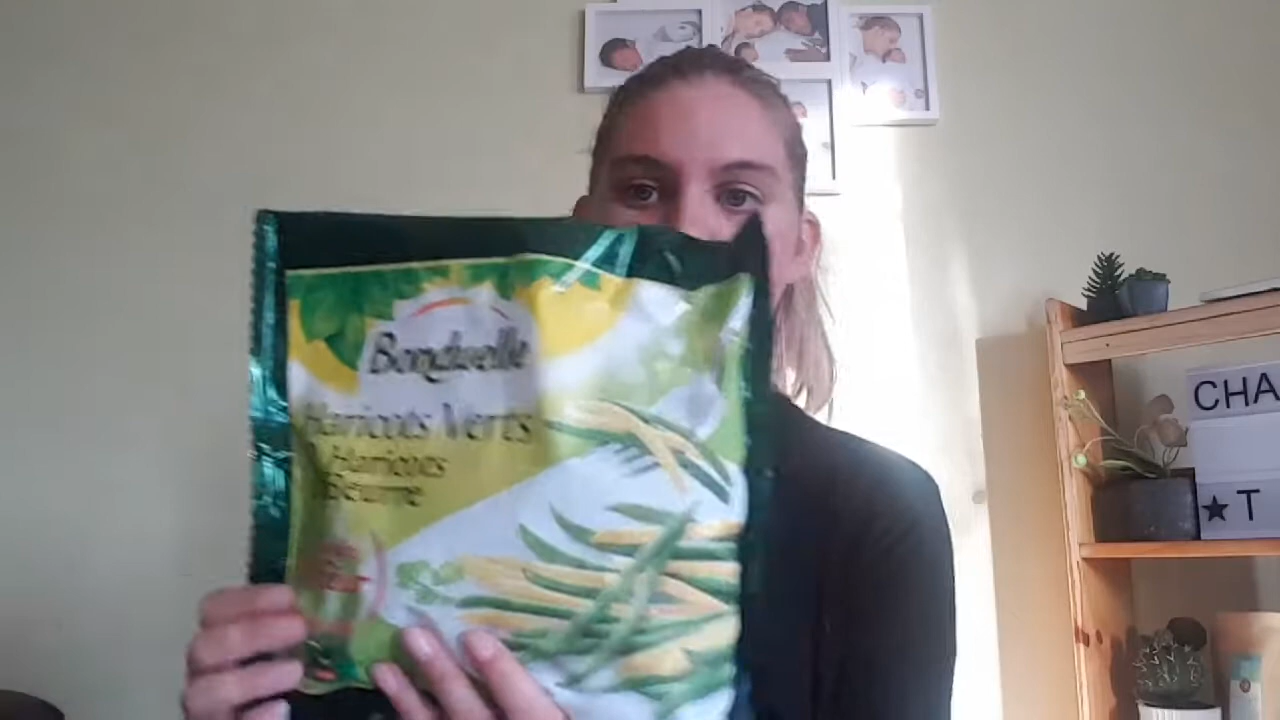 Bonduelle
Haricots Verts
Haricots
Beurre
CHA
★ T